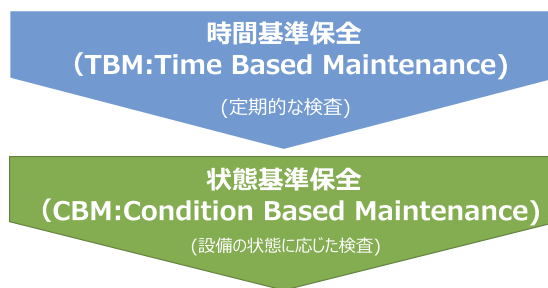 時間基準保全
（TBM:Time Based Maintenance)
(定期的な検査)
状態基準保全
（CBM:Condition Based Maintenance)
(設備の状態に応じた検査)